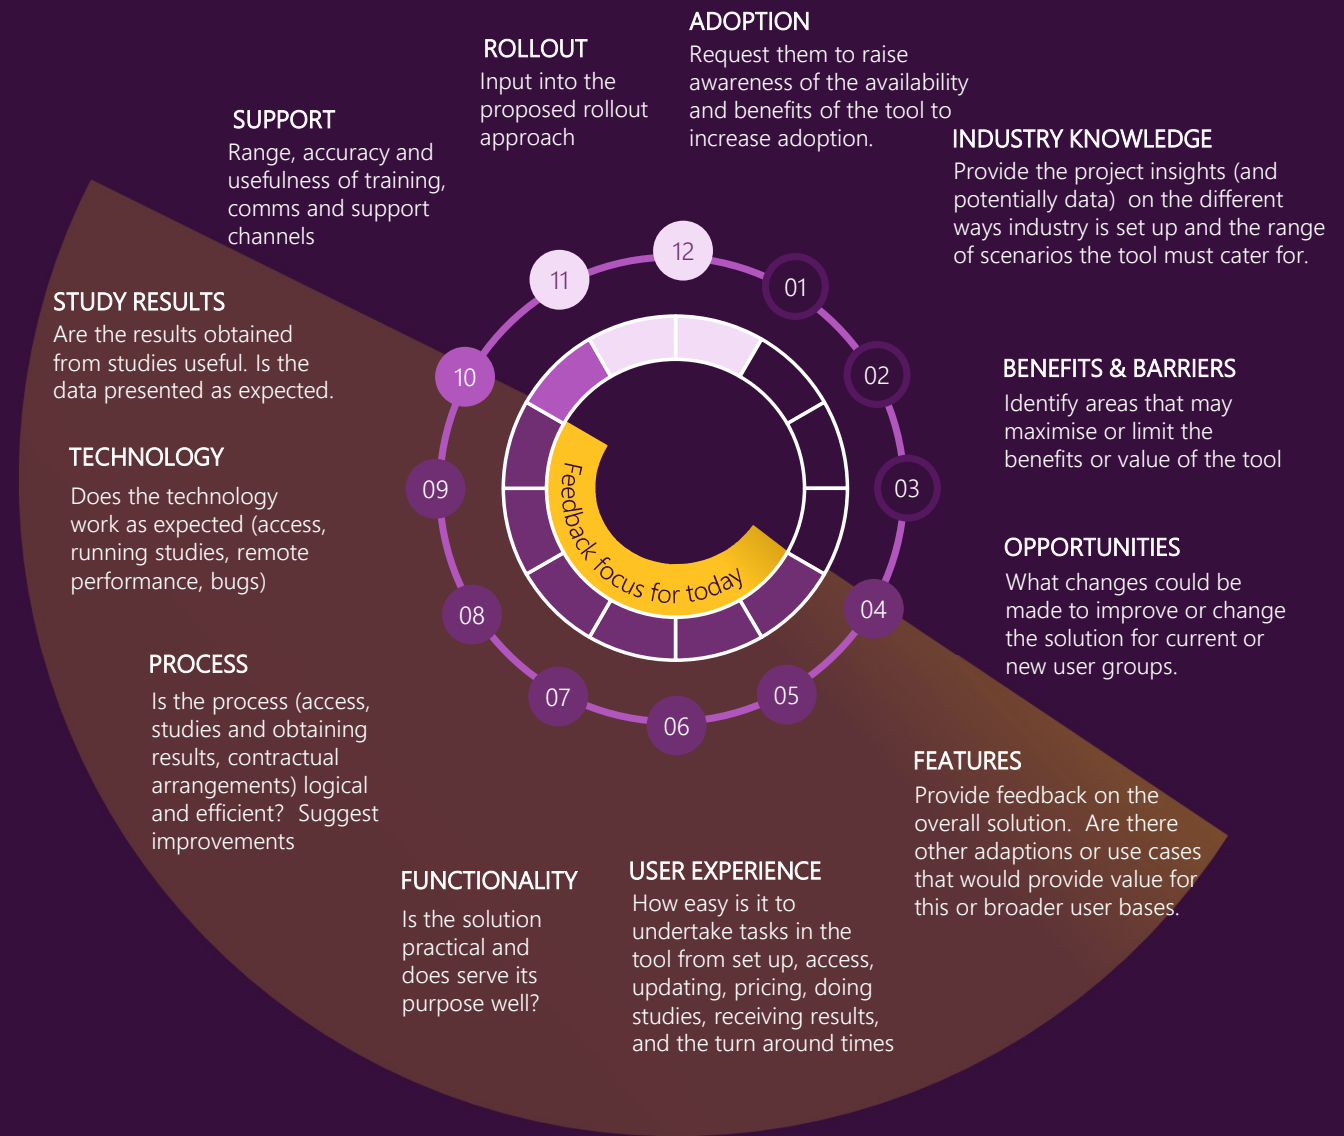 ADOPTION
Request them to raise
awareness of the availability
and benefits of the tool to
increase adoption.
ROLLOUT
Input into the
proposed rollout
approach
SUPPORT
Range, accuracy and
usefulness of training,
comms and support
channels
INDUSTRY KNOWLEDGE
Provide the project insights (and
potentially data)  on the different
ways industry is set up and the range
of scenarios the tool must cater for.
STUDY RESULTS
Are the results obtained
from studies useful. Is the
data presented as expected.
BENEFITS & BARRIERS
Identify areas that may
maximise or limit the
benefits or value of the tool
TECHNOLOGY
Does the technology
work as expected (access,
running studies, remote
performance, bugs)
OPPORTUNITIES
What changes could be
made to improve or change
the solution for current or
new user groups.
PROCESS
Is the process (access,
studies and obtaining
results, contractual
arrangements) logical
and efficient?  Suggest
improvements
FEATURES
Provide feedback on the
overall solution.  Are there
other adaptions or use cases
that would provide value for
this or broader user bases.
FUNCTIONALITY
Is the solution
practical and
does serve its
purpose well?
USER EXPERIENCE
How easy is it to
undertake tasks in the
tool from set up, access,
updating, pricing, doing
studies, receiving results,
and the turn around times
12
01
02
03
04
05
06
07
08
09
10
11
Feedback focus for today